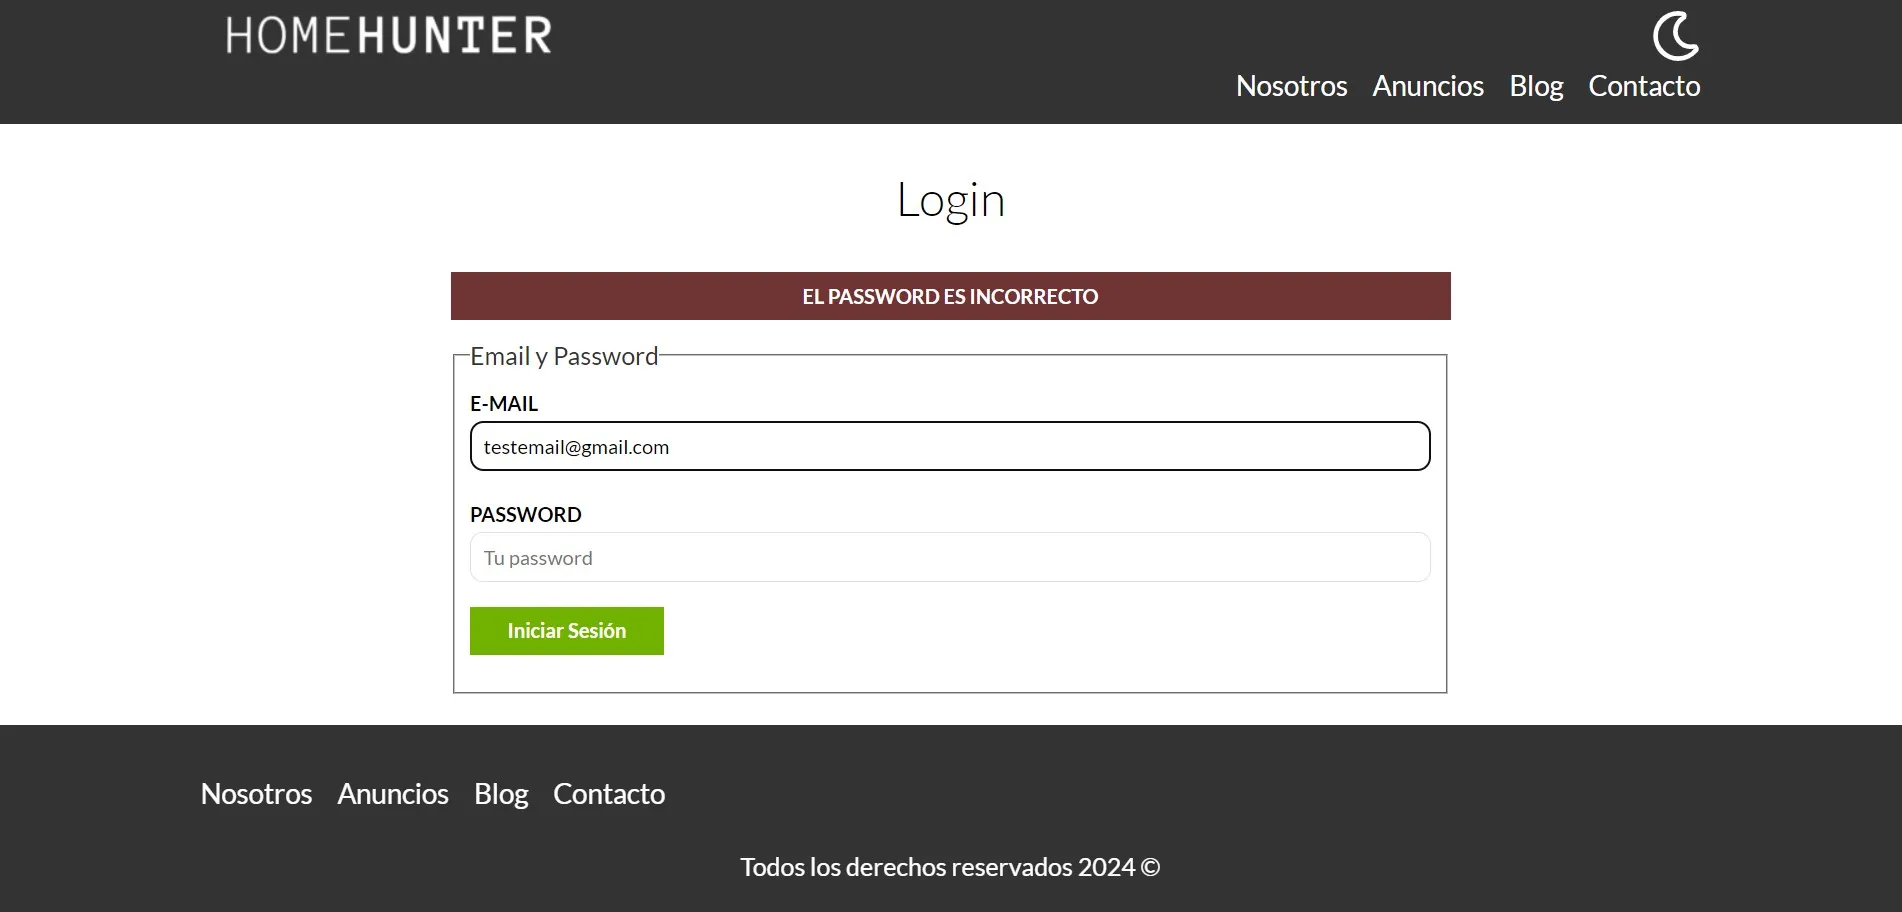 HOMEHUNTER
Nosotros Anuncios Blog Contacto
Login
EL PASSWORD ES INCORRECTO
Email y Password
E-MAIL
testemail@gmail.com
PASSWORD
Tu password
Iniciar Sesión
Nosotros Anuncios Blog Contacto
Todos los derechos reservados 2024 ©